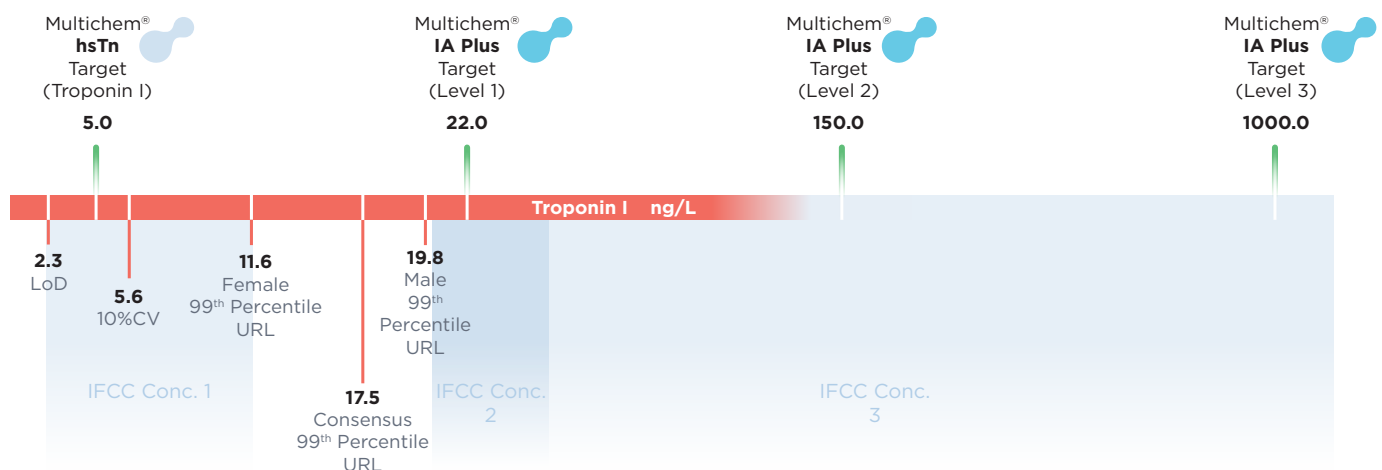 Multichem®
hsTn
Target
(Troponin I)
5.0
Multichem®
IA Plus
Target
(Level 1)
22.0
Multichem®
IA Plus
Target
(Level 2)
150.0
Multichem®
IA Plus
Target
(Level 3)
1000.0
Troponin I ng/L
2.3
LoD
5.6
10%CV
11.6
Female
99th Percentile
URL
17.5
Consensus
99th Percentile
URL
19.8
Male
99th
Percentile
URL
IFCC Conc. 1
IFCC Conc.
2
IFCC Conc.
3